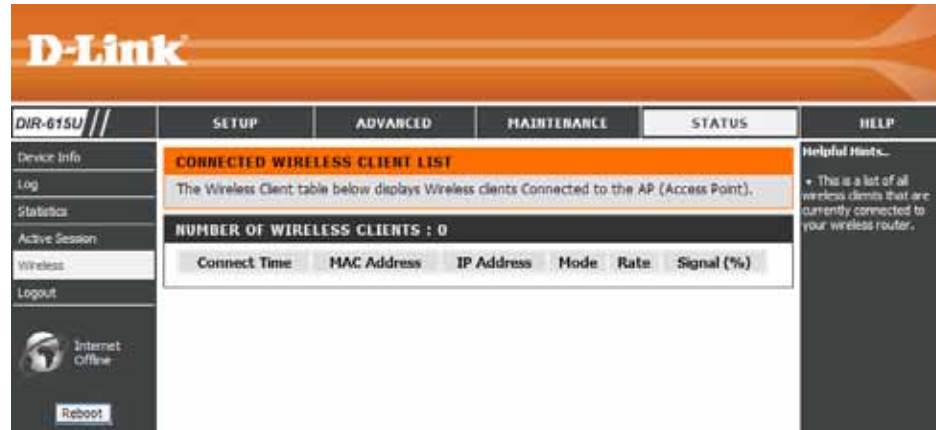 D-Link
DIR-615U // SETUP ADVANCED MAINTENANCE STATUS HELP
Device Info
Log
Statistics
Active Session
Wireless
Logout
Internet
Offline
Reboot
CONNECTED WIRELESS CLIENT LIST
The Wireless Client table below displays Wireless clients Connected to the AP (Access Point).
NUMBER OF WIRELESS CLIENTS : 0
Connect Time MAC Address IP Address Mode Rate Signal (%)
Helpful Hints..
• This is a list of all
wireless clients that are
currently connected to
your wireless router.